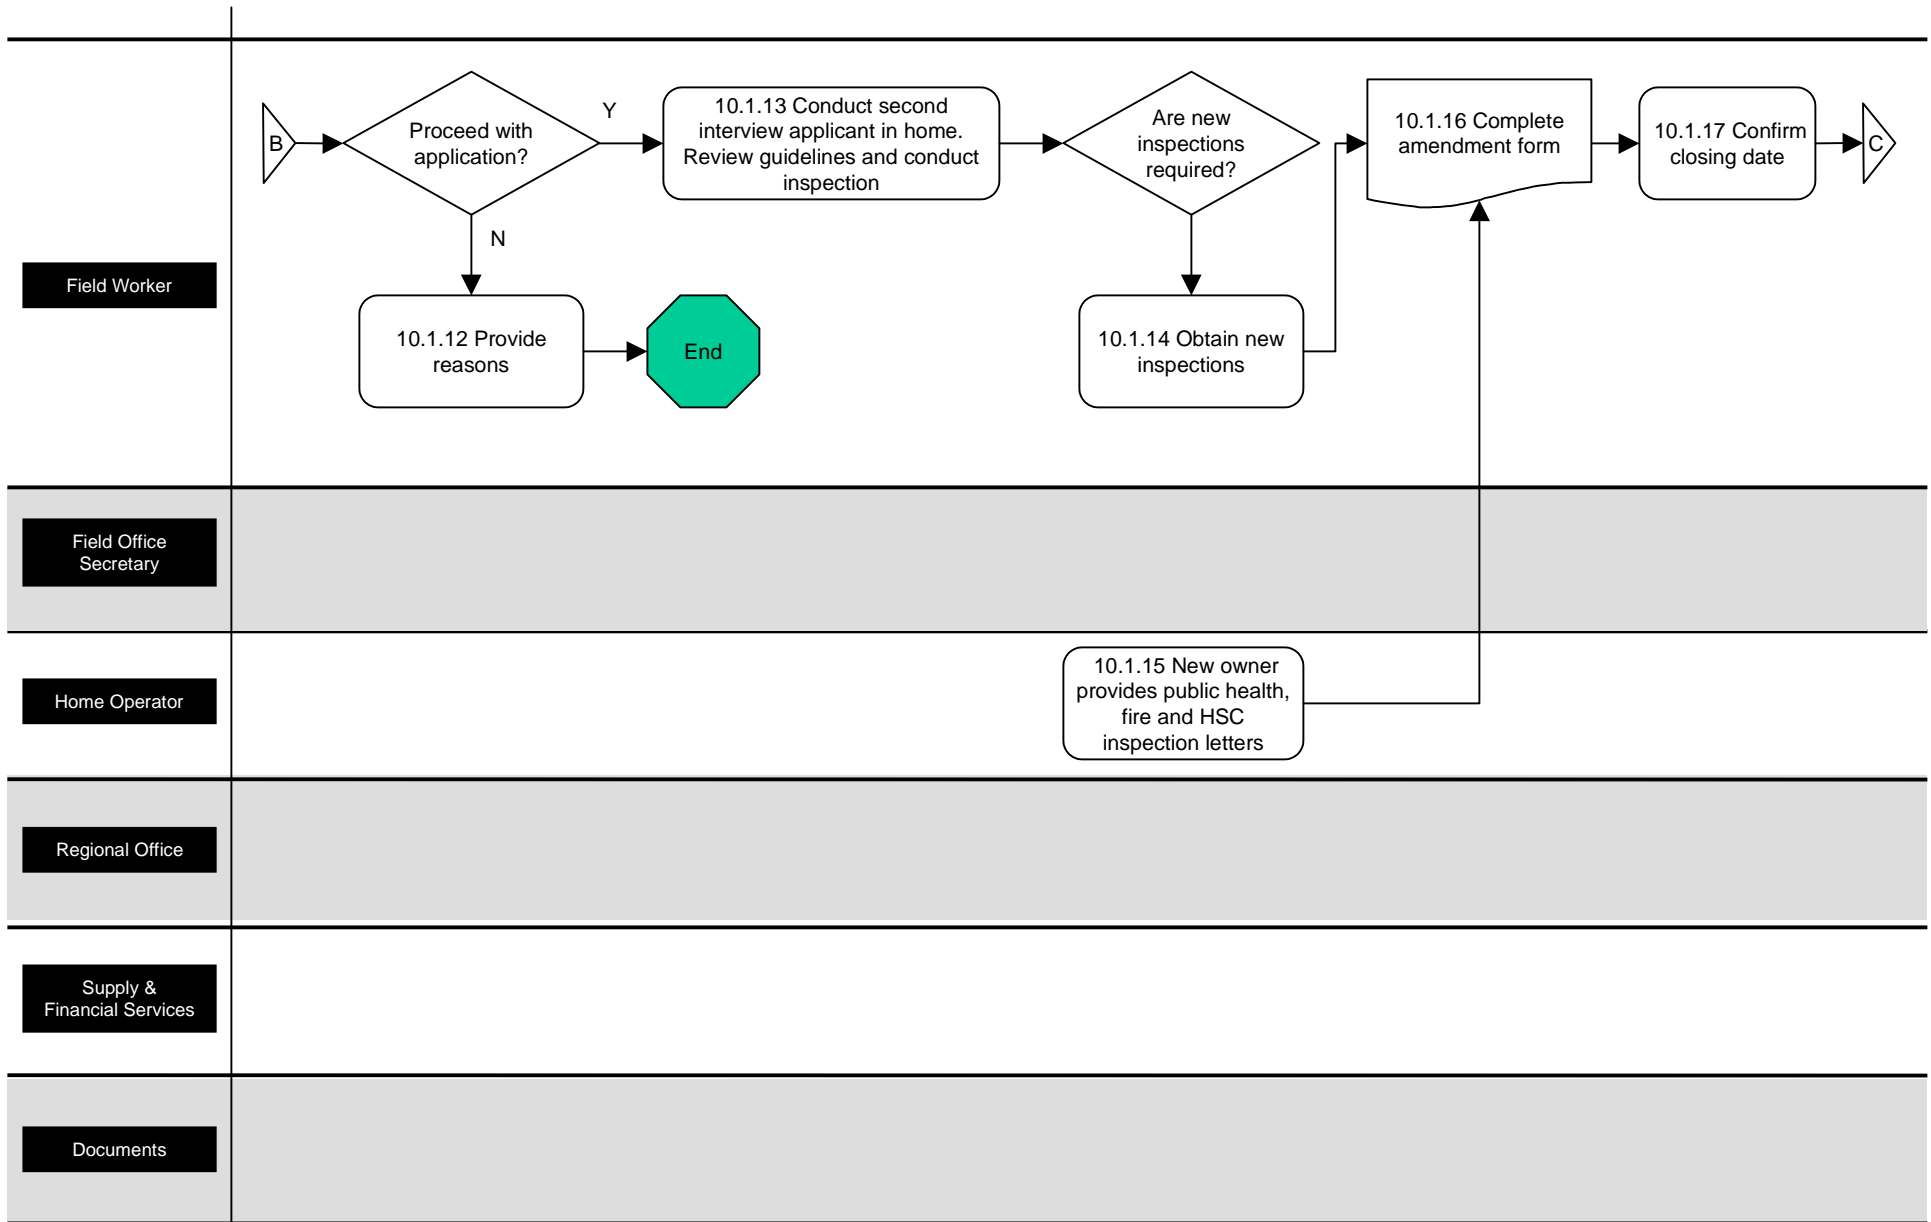 B
Proceed with
application?
Y
N
10.1.13 Conduct second
interview applicant in home.
Review guidelines and conduct
inspection
Are new
inspections
required?
10.1.16 Complete
amendment form
10.1.17 Confirm
closing date
C
Field Worker
10.1.12 Provide
reasons
End
10.1.14 Obtain new
inspections
Field Office
Secretary
Home Operator
10.1.15 New owner
provides public health,
fire and HSC
inspection letters
Regional Office
Supply &
Financial Services
Documents